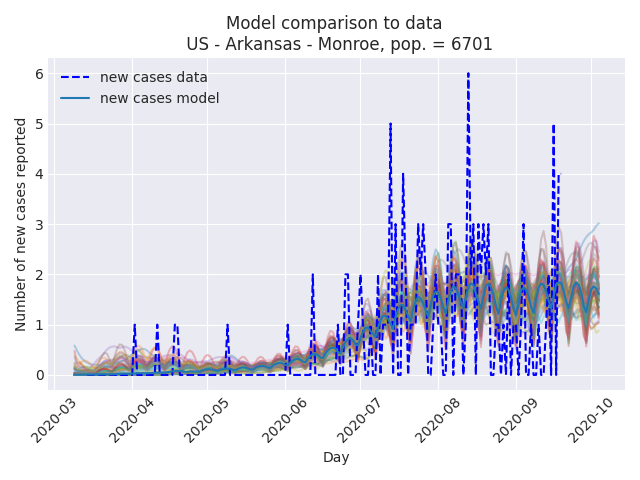 Model comparison to data
US - Arkansas - Monroe, pop. = 6701
new cases data
new cases model
Number of new cases reported
6
5
4
3
2
1
0
2020-03
2020-04
2020-05
2020-06
2020-07
2020-08
2020-09
2020-10
Day